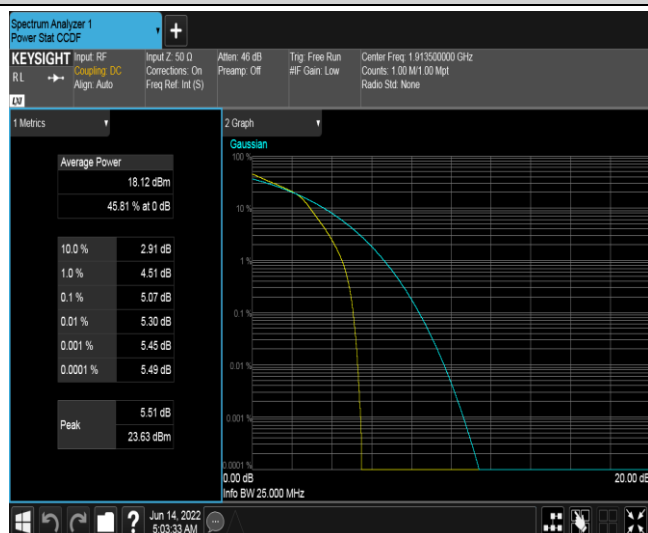 Spectrum Analyzer 1
Power Stat CCDF
+
KEYSIGHT
RL
LXI
Input: RF
Coupling: DC
Align: Auto
Input Z: 50 Ω
Corrections: On
Freq Ref: Int (S)
Atten: 46 dB
Preamp: Off
Trig: Free Run
#IF Gain: Low
Center Freq: 1.913500000 GHz
Counts: 1.00 M/1.00 Mpt
Radio Std: None
1 Metrics
Average Power
18.12 dBm
45.81 % at 0 dB
10.0 % 2.91 dB
1.0 % 4.51 dB
0.1 % 5.07 dB
0.01 % 5.30 dB
0.001 % 5.45 dB
0.0001 % 5.49 dB
Peak
5.51 dB
23.63 dBm
2 Graph
Gaussian
100 %
10 %
1 %
0.1 %
0.01 %
0.001 %
0.0001 %
0.00 dB 20.00 dB
Info BW 25.000 MHz
?
Jun 14, 2022
5:03:33 AM